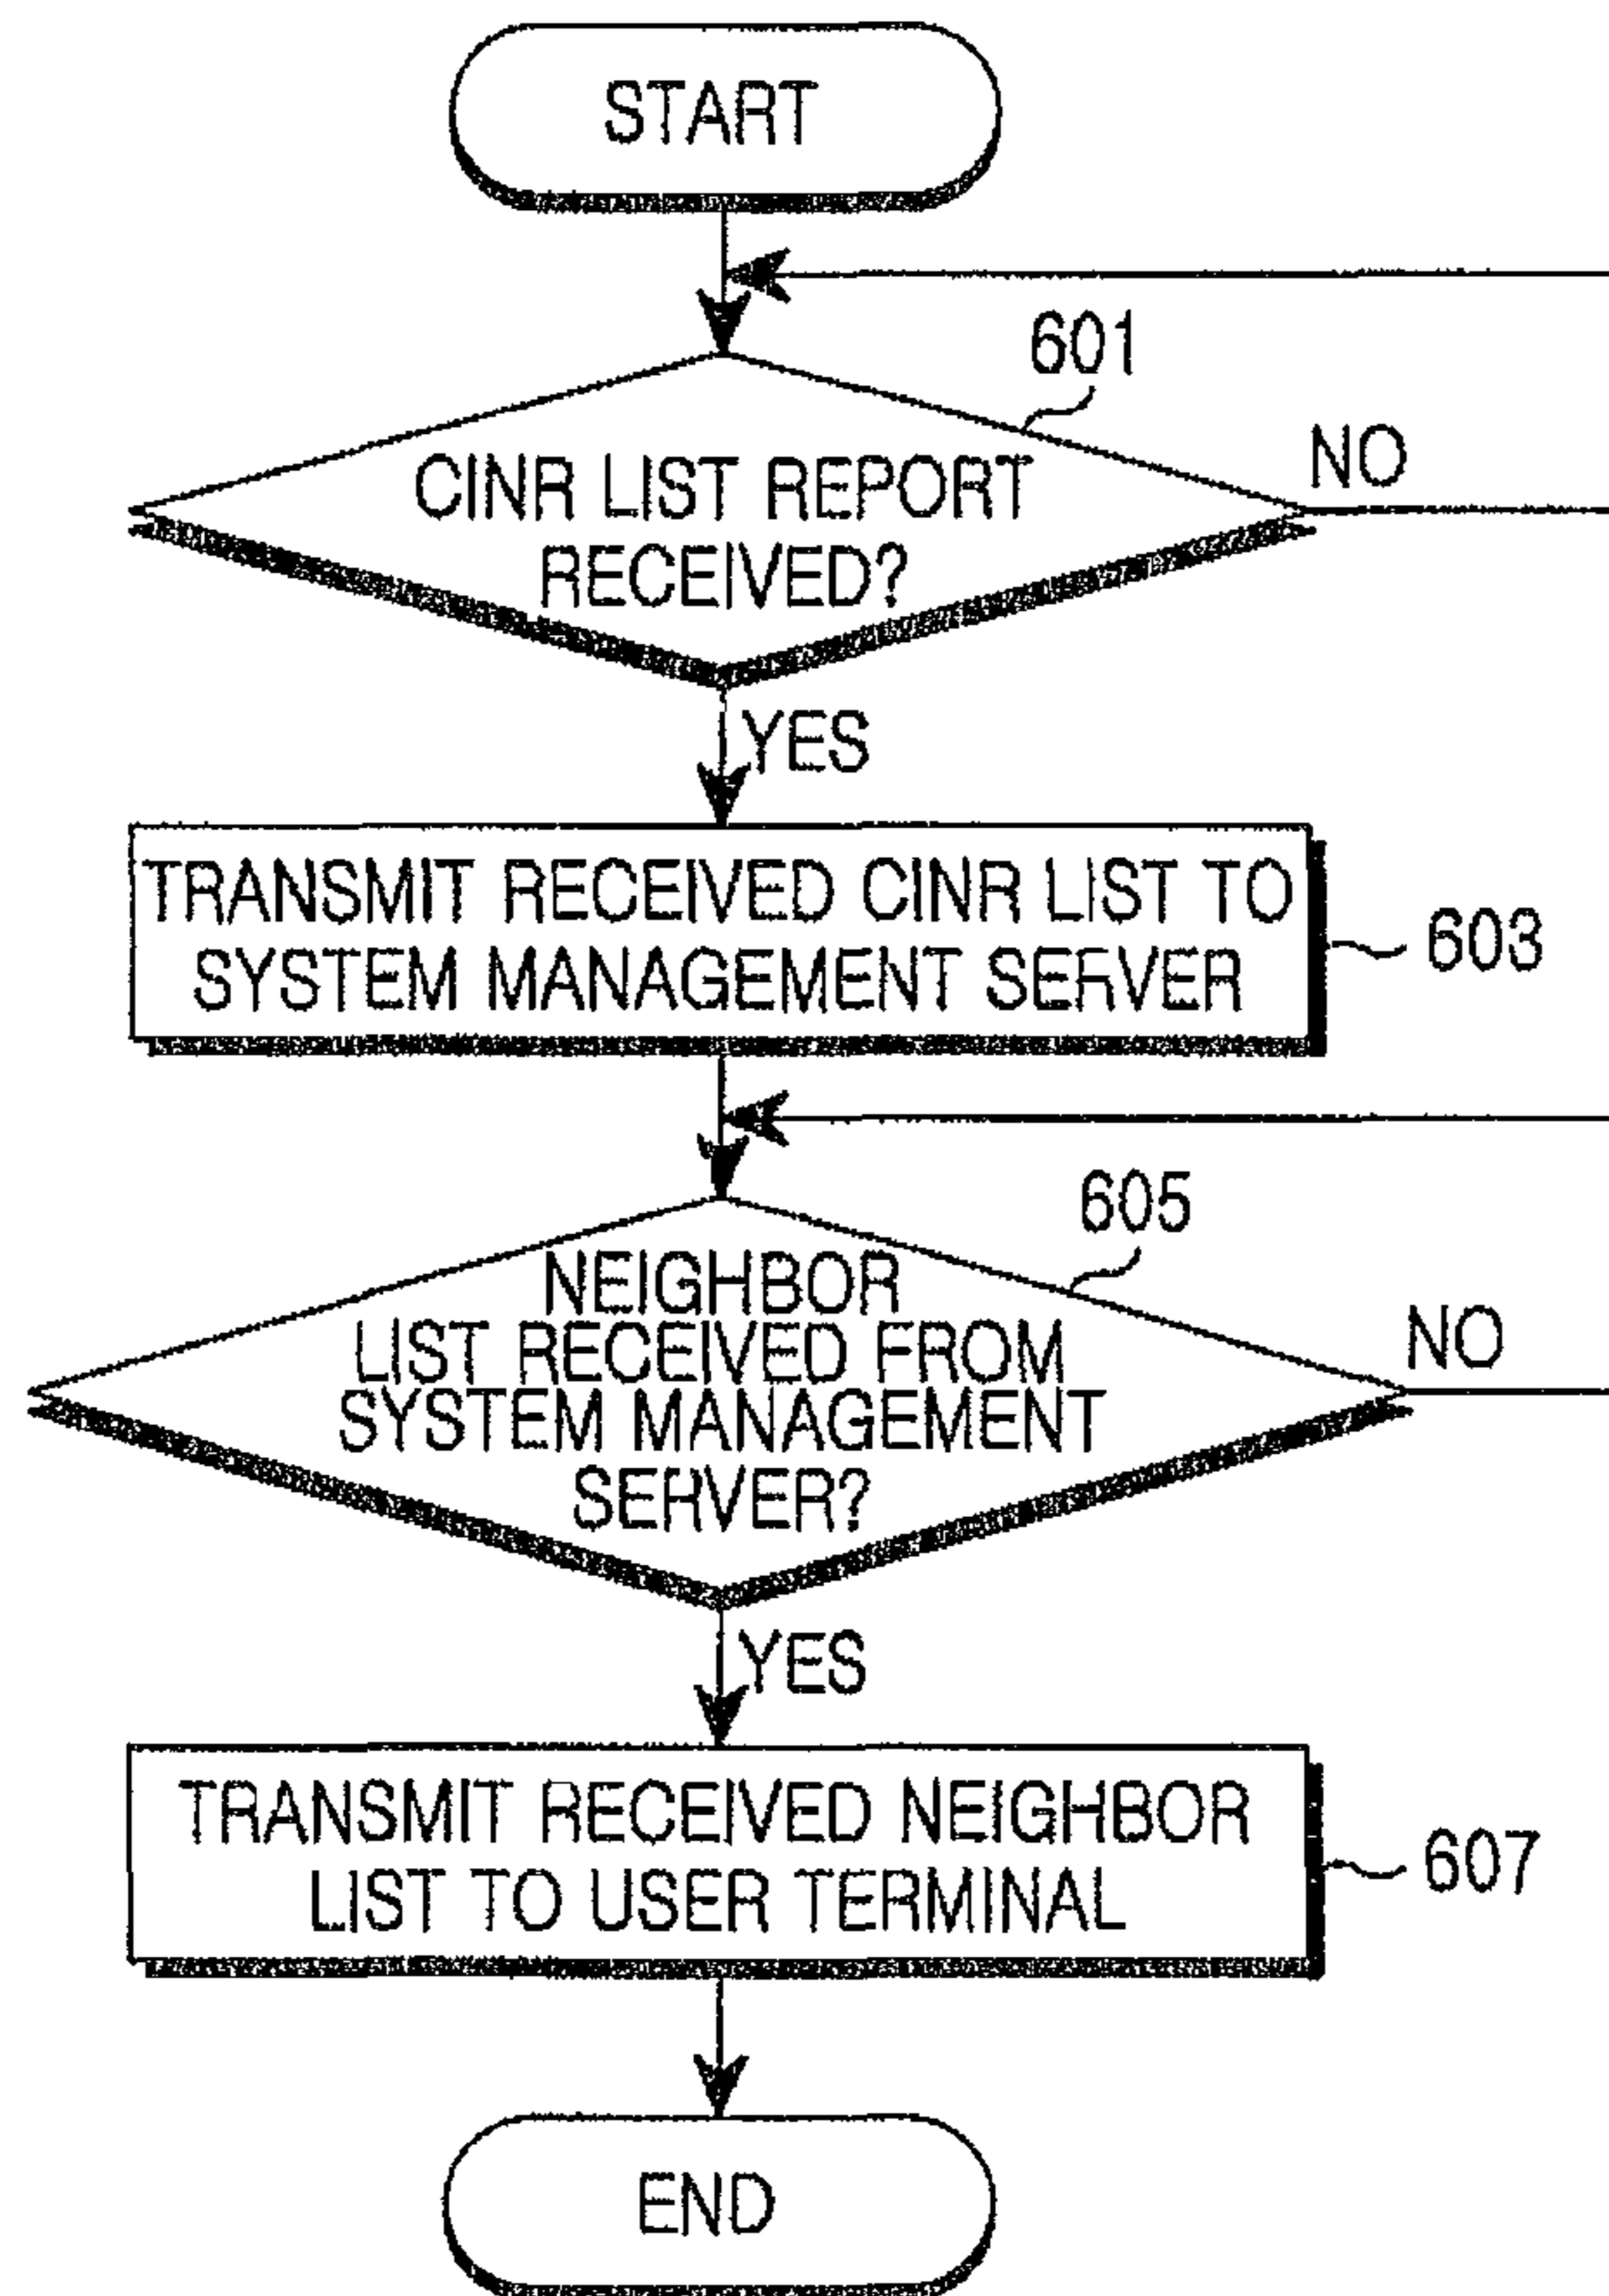 START
601
CINR LIST REPORT
RECEIVED?
NO
YES
TRANSMIT RECEIVED CINR LIST TO
SYSTEM MANAGEMENT SERVER
603
605
NEIGHBOR
LIST RECEIVED FROM
SYSTEM MANAGEMENT
SERVER?
NO
YES
TRANSMIT RECEIVED NEIGHBOR
LIST TO USER TERMINAL
607
END